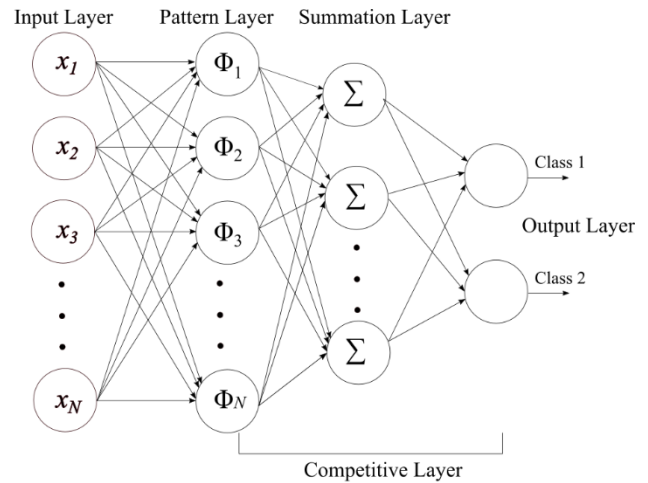 Input Layer
Pattern Layer
Summation Layer
x1
Φ1
Σ
x2
Φ2
Σ
x3
Φ3
Class 1
Output Layer
Class 2
Σ
xN
ΦN
Competitive Layer